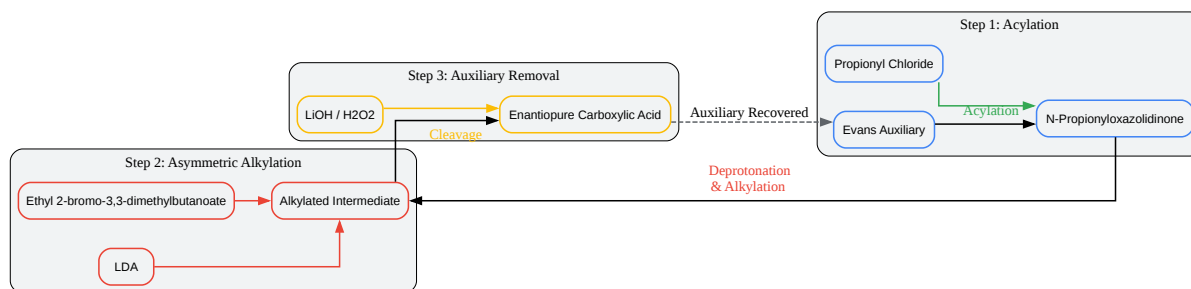 Step 1: Acylation
Propionyl Chloride
Step 3: Auxiliary Removal
LiOH / H2O2
Enantiopure Carboxylic Acid
Auxiliary Recovered
Acylation
N-Propionyloxazolidinone
Evans Auxiliary
Cleavage
Step 2: Asymmetric Alkylation
Deprotonation
& Alkylation
Ethyl 2-bromo-3,3-dimethylbutanoate
Alkylated Intermediate
LDA